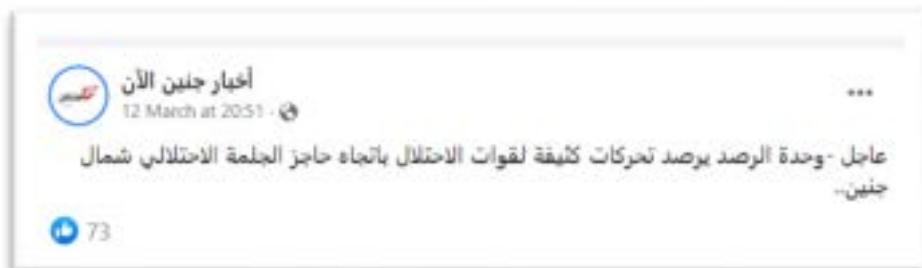 أخبار جنين الآن
12 March at 20:51 ·
عاجل -وحدة الرصد يرصد تحركات كثيفة لقوات الاحتلال باتجاه حاجز الجلمة الاحتلالي شمال
جنين..
73